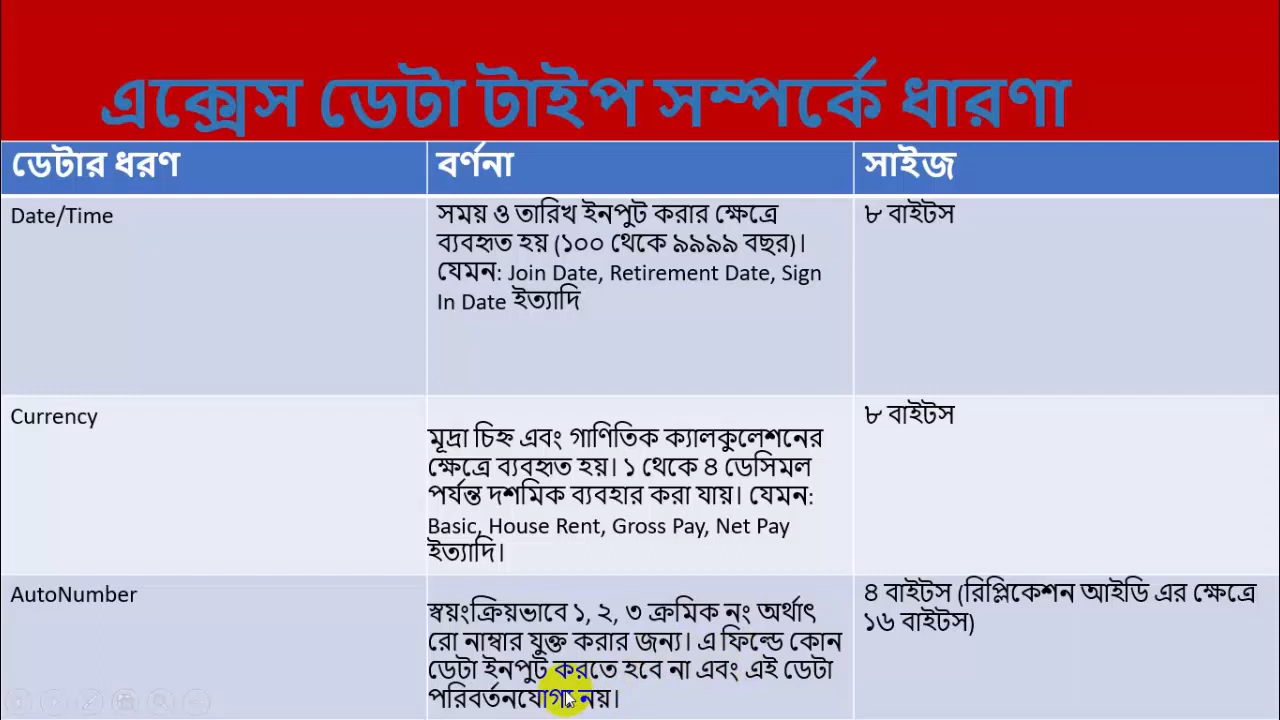 এক্সেস ডেটা টাইপ সম্পর্কে ধারণা
ডেটার ধরণ
বর্ণনা
সাইজ
Date/Time
সময় ও তারিখ ইনপুট করার ক্ষেত্রে
ব্যবহৃত হয় (১০০ থেকে ৯৯৯৯ বছর)।
যেমন: Join Date, Retirement Date, Sign
In Date ইত্যাদি
৮ বাইটস
Currency
মূদ্রা চিহ্ন এবং গাণিতিক ক্যালকুলেশনের
ক্ষেত্রে ব্যবহৃত হয়। ১ থেকে ৪ ডেসিমল
পর্যন্ত দশমিক ব্যবহার করা যায়। যেমন:
Basic, House Rent, Gross Pay, Net Pay
ইত্যাদি।
৮ বাইটস
AutoNumber
স্বয়ংক্রিয়ভাবে ১, ২, ৩ ক্রমিক নং অর্থাৎ
রো নাম্বার যুক্ত করার জন্য। এ ফিল্ডে কোন
ডেটা ইনপুট করতে হবে না এবং এই ডেটা
পরিবর্তনযোগ্য নয়।
৪ বাইটস (রিপ্লিকেশন আইডি এর ক্ষেত্রে
১৬ বাইটস)